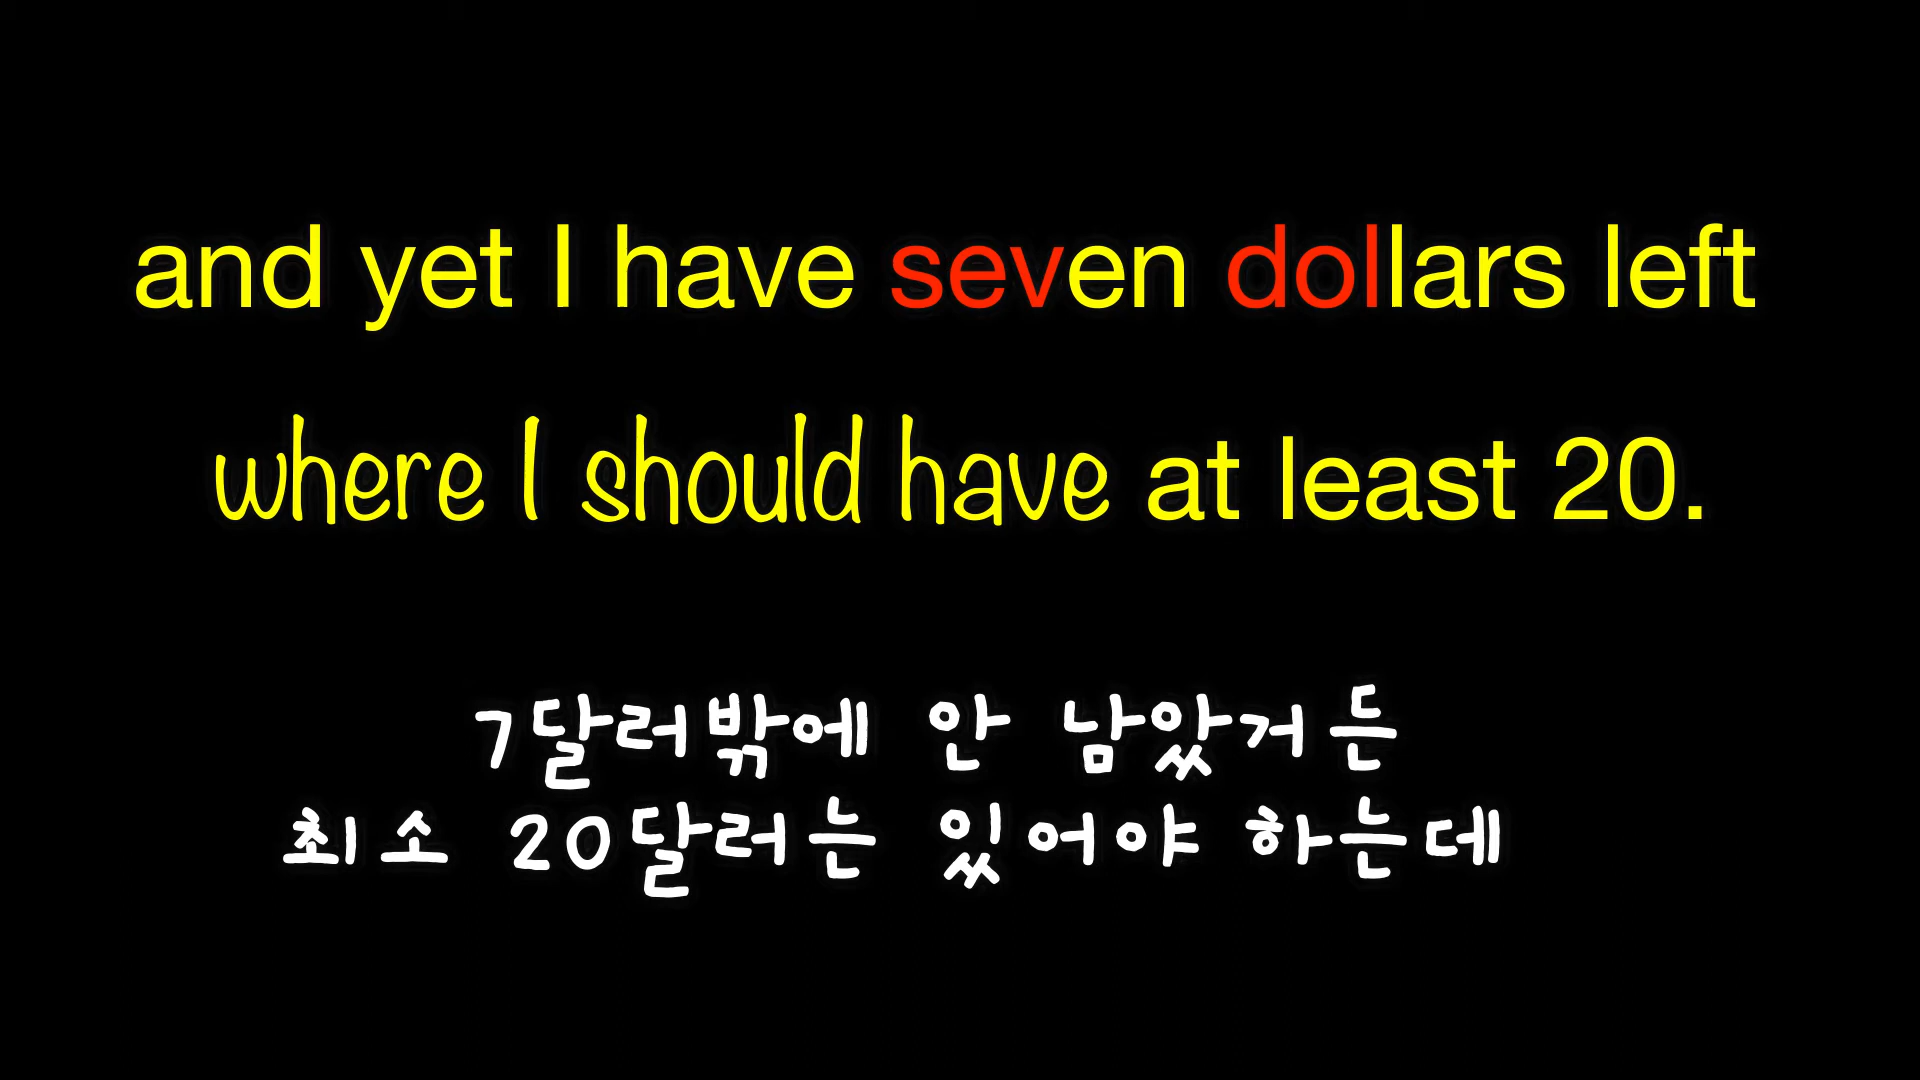 and yet I have seven dollars left
where I should have at least 20.
7달러밖에 안 남았거든
최소 20달러는 있어야 하는데